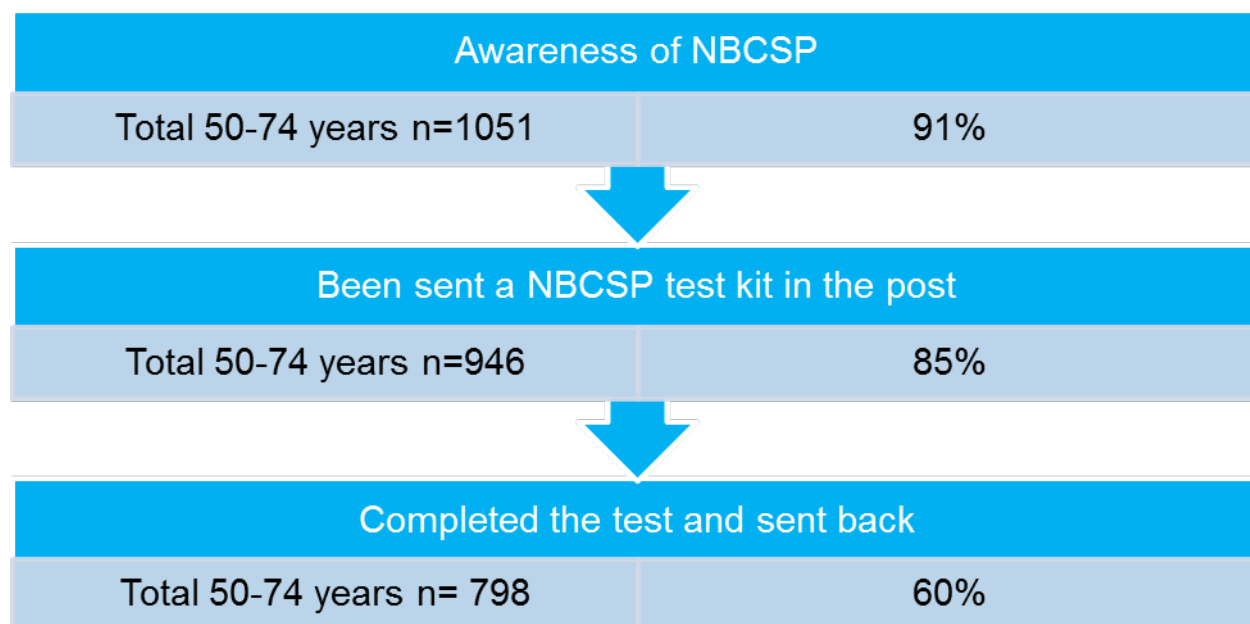 Awareness of NBCSP
Total 50-74 years n=1051 91%
Been sent a NBCSP test kit in the post
Total 50-74 years n=946 85%
Completed the test and sent back
Total 50-74 years n= 798 60%